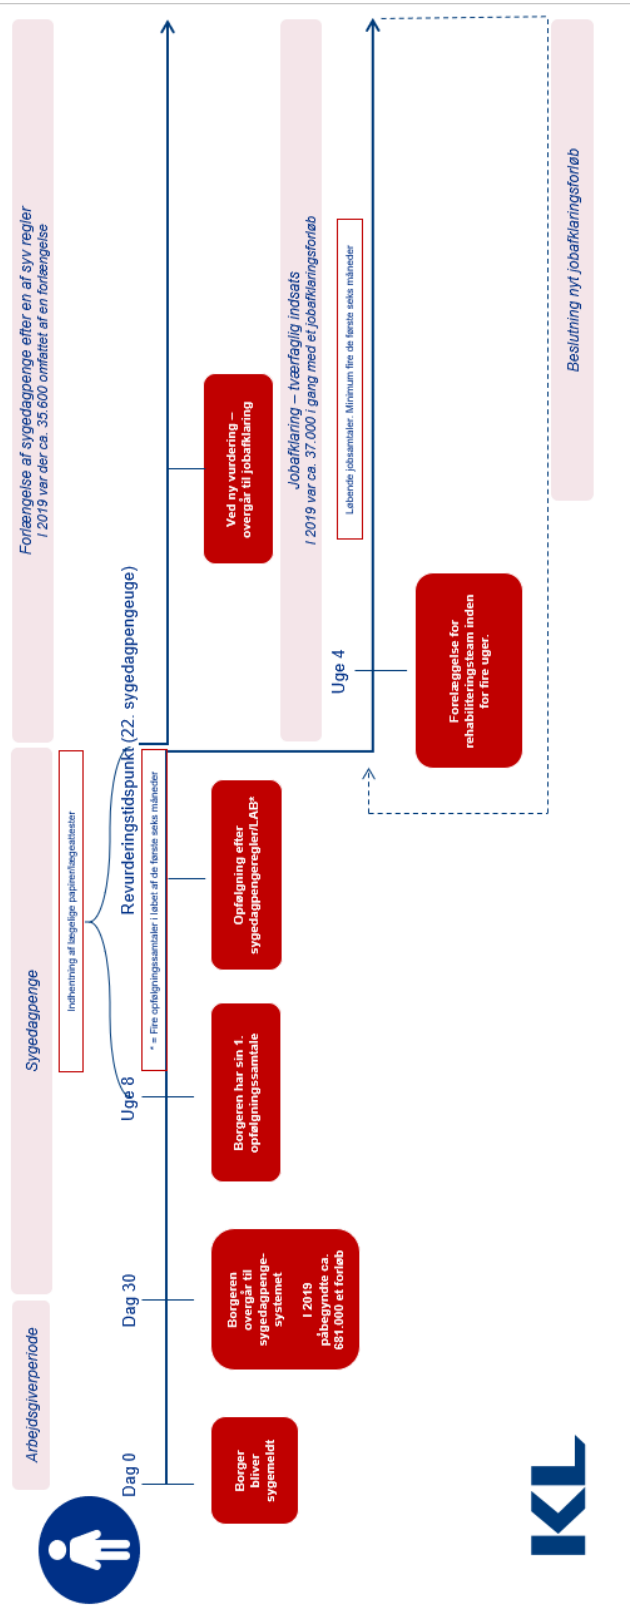 Arbejdsgiverperiode
Sygedagpenge
Forlængelse af sygedagpenge efter en af syv regler
I 2019 var der ca. 35.600 omfattet af en forlængelse
Indhentning af lægelige papirer/lægeattester
Dag 0
Dag 30
Uge 8
Revurderingstidspunkt (22. sygedagpengeuge)
* = Fire opfølgningssamtaler i løbet af de første seks måneder
Borger
bliver
sygemeldt
Borgeren
overgår til
sygedagpenge-
systemet
I 2019
påbegyndte ca.
681.000 et forløb
Borgeren har sin 1.
opfølgningssamtale
Opfølgning efter
sygedagpengeregler/LAB*
Ved ny vurdering –
overgår til jobafklaring
Jobafklaring – tværfaglig indsats
I 2019 var ca. 37.000 i gang med et jobafklaringsforløb
Løbende jobsamtaler. Minimum fire de første seks måneder
Uge 4
Forelæggelse for
rehabiliteringsteam inden
for fire uger.
Beslutning nyt jobafklaringsforløb
KL